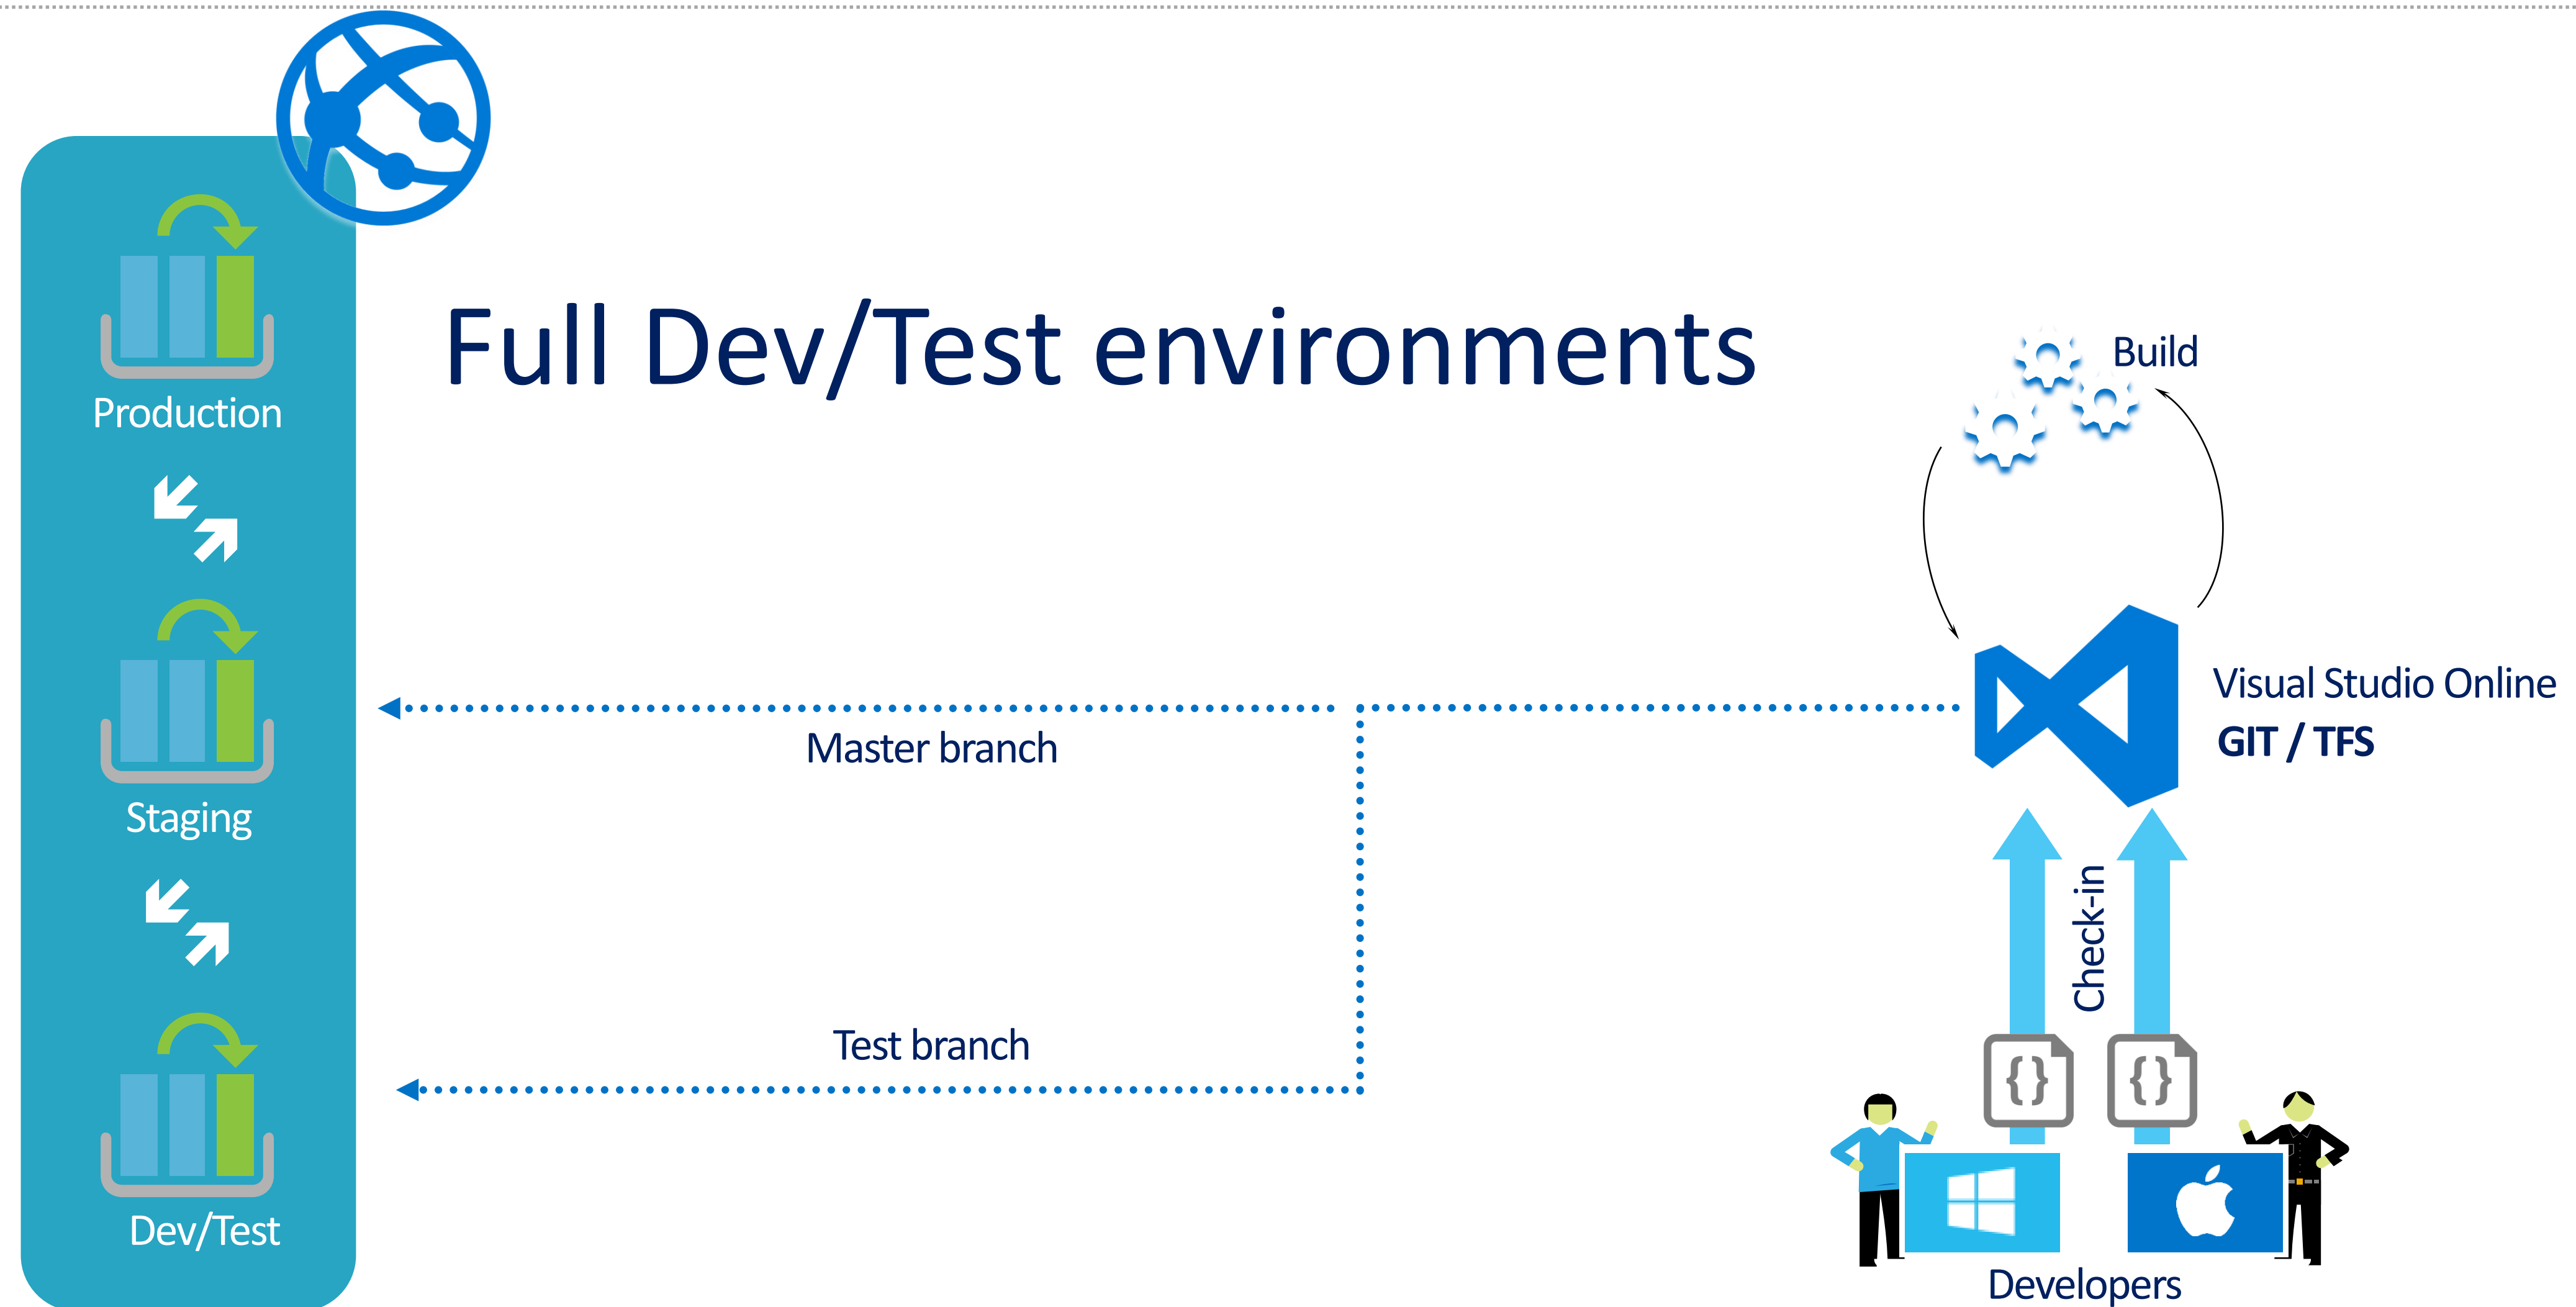 Full Dev/Test environments
Production
Staging
Dev/Test
Master branch
Test branch
Build
Visual Studio Online
GIT / TFS
Check-in
{}
{}
Developers